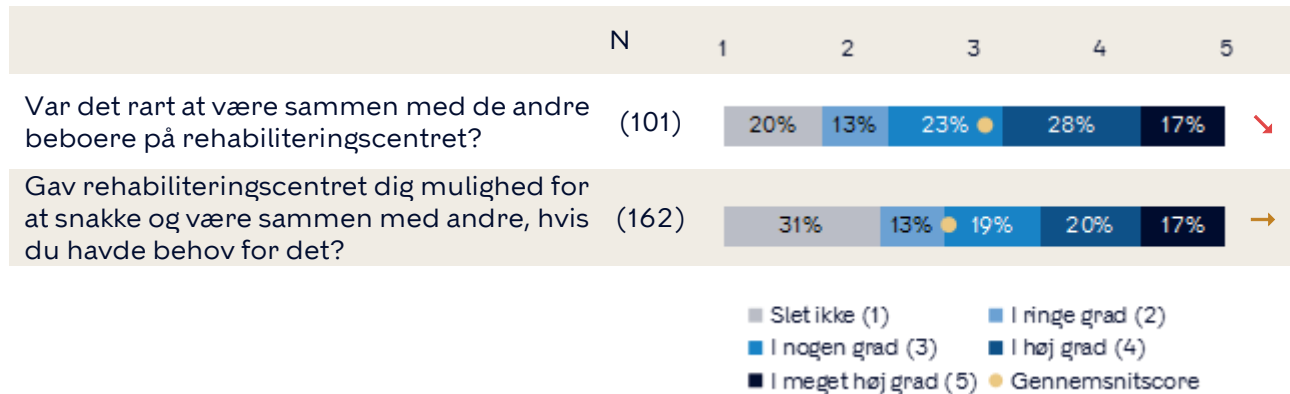 N 1 2 3 4 5
Var det rart at være sammen med de andre
beboere på rehabiliteringscentret?
(101) 20% 13% 23% 28% 17%
Gav rehabiliteringscentret dig mulighed for
at snakke og være sammen med andre, hvis
du havde behov for det?
(162) 31% 13% 19% 20% 17%
Slet ikke (1) I ringe grad (2)
I nogen grad (3) I høj grad (4)
I meget høj grad (5) Gennemsnitscore